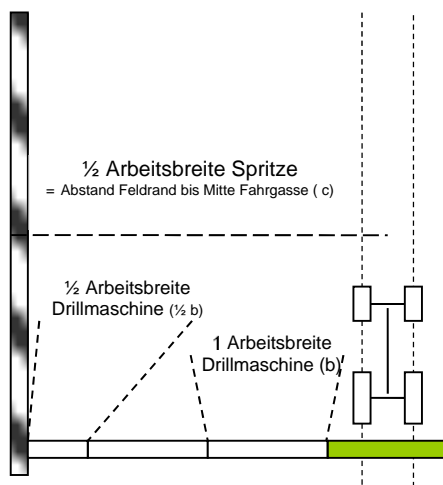 ½ Arbeitsbreite Spritze
= Abstand Feldrand bis Mitte Fahrgasse ( c)
½ Arbeitsbreite
Drillmaschine (½ b)
1 Arbeitsbreite
Drillmaschine (b)